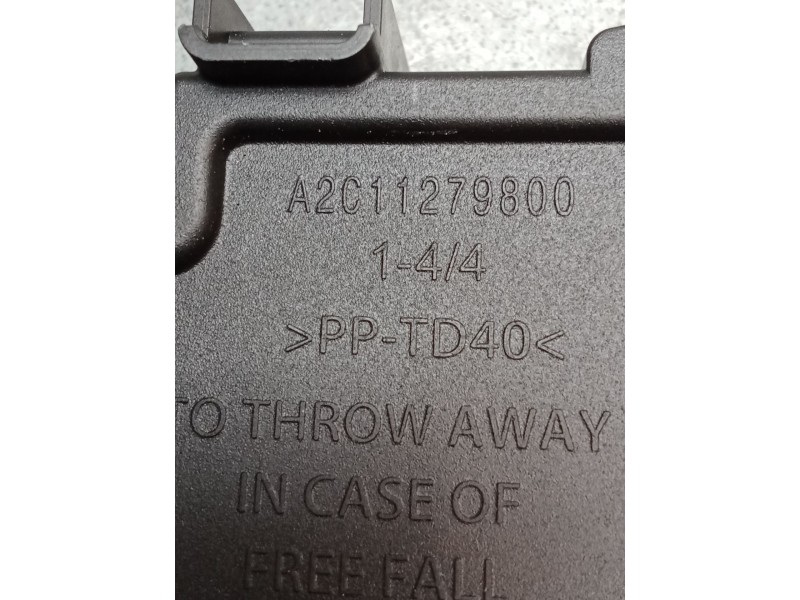 A2C11279800
1-4/4
>PP-TD40<
TO THROW AWAY
IN CASE OF
FREE FALL